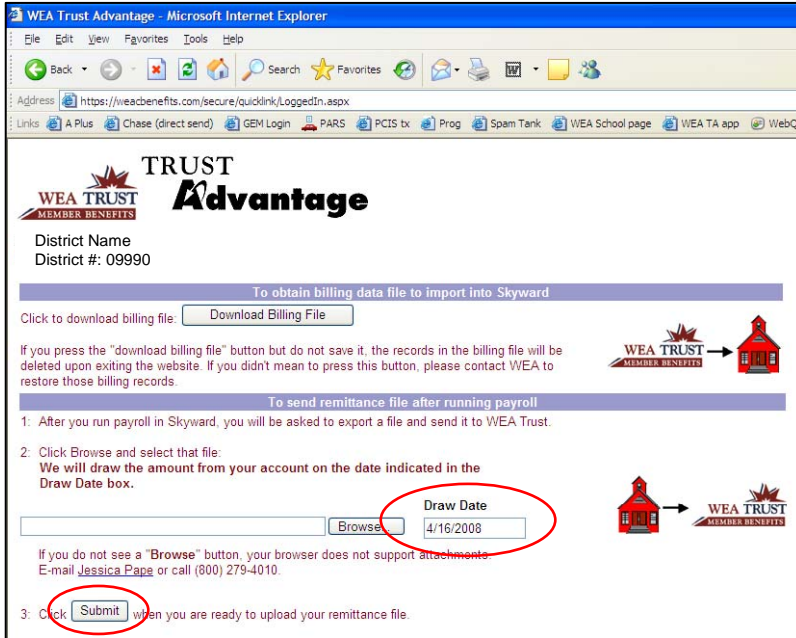 WEA Trust Advantage - Microsoft Internet Explorer
File Edit View Favorites Tools Help
Back Search Favorites
Address https://weacbenefits.com/secure/quicklink/LoggedIn.aspx
Links A Plus Chase (direct send) GEM Login PARS PCIS tx Prog Spam Tank WEA School page WEA TA app WebQ
TRUST
WEA TRUST Advantage
MEMBER BENEFITS
District Name
District #: 09990
To obtain billing data file to import into Skyward
Click to download billing file: Download Billing File
If you press the "download billing file" button but do not save it, the records in the billing file will be
deleted upon exiting the website. If you didn't mean to press this button, please contact WEA to
restore those billing records.
WEA TRUST
MEMBER BENEFITS
To send remittance file after running payroll
1: After you run payroll in Skyward, you will be asked to export a file and send it to WEA Trust.
2: Click Browse and select that file:
We will draw the amount from your account on the date indicated in the
Draw Date box.
Draw Date
Browse... 4/16/2008
WEA TRUST
MEMBER BENEFITS
If you do not see a "Browse" button, your browser does not support attachments.
E-mail Jessica Pape or call (800) 279-4010.
3: Click Submit when you are ready to upload your remittance file.